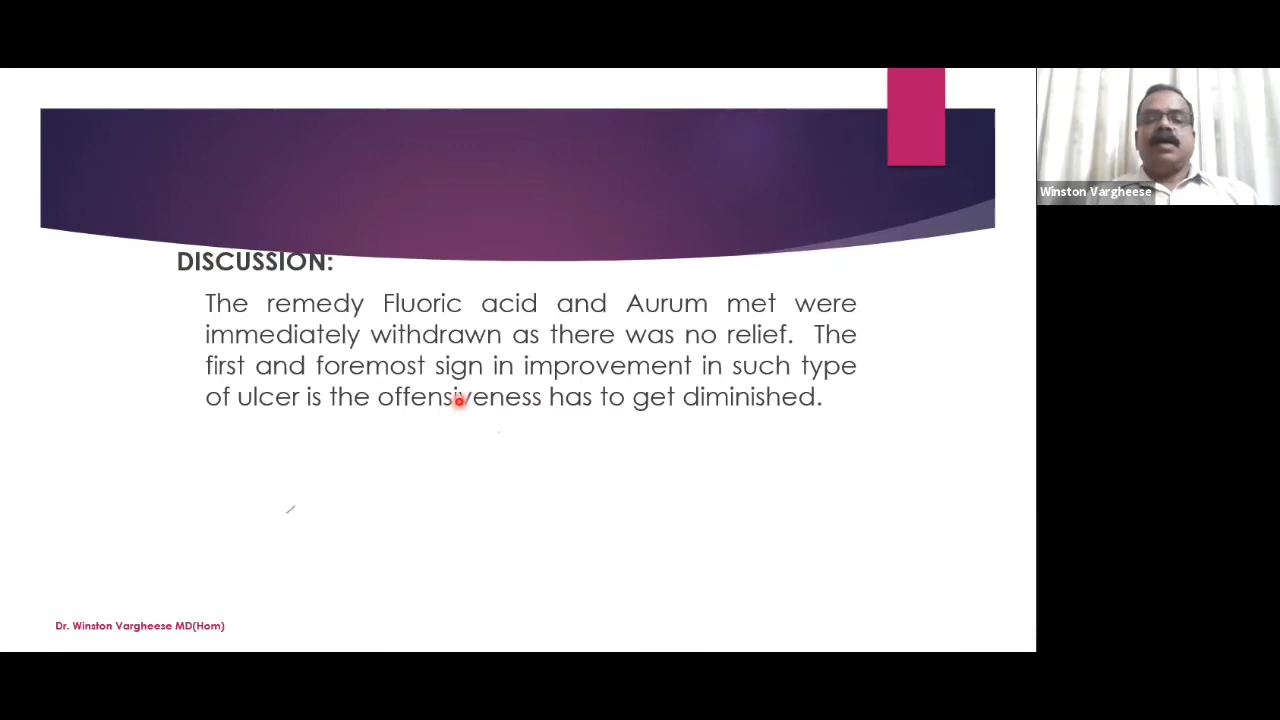 Winston Vargheese
DISCUSSION:
The remedy Fluoric acid and Aurum met were
immediately withdrawn as there was no relief. The
first and foremost sign in improvement in such type
of ulcer is the offensiveness has to get diminished.
Dr. Winston Vargheese MD(Hom)